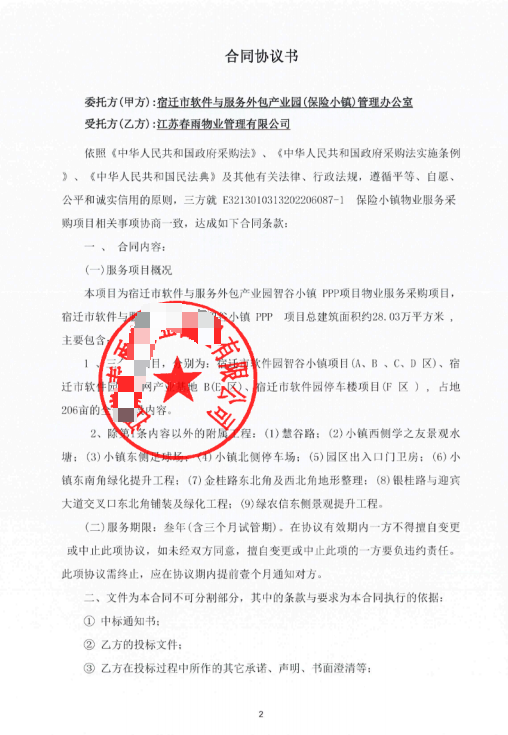 合同协议书
委托方(甲方):宿迁市软件与服务外包产业园(保险小镇)管理办公室
受托方(乙方):江苏春雨物业管理有限公司
依照《中华人民共和国政府采购法》、《中华人民共和国政府采购法实施条例
》、《中华人民共和国民法典》及其他有关法律、行政法规，遵循平等、自愿、
公平和诚实信用的原则，三方就 E3213010313202206087-1 保险小镇物业服务采
购项目相关事项协商一致，达成如下合同条款:
一 、 合同内容;
(一)服务项目概况
本项目为宿迁市软件与服务外包产业园智谷小镇 PPP项目物业服务采购项目，
宿迁市软件与 谷小镇 PPP 项目总建筑面积约28.03万平方米 ,
主要包含:
1 、三 项目, 分别为: 宿迁市软件园智谷小镇项目(A、B 、C、D 区)、宿
迁市软件园 网产业 地 B(E 区)、宿迁市软件园停车楼项目(F 区 ) , 占地
206亩的全 内容。
2、除第1条内容以外的附属工程: (1)慧谷路; (2)小镇西侧学之友景观水
塘; (3)小镇东侧足球场; (4)小镇北侧停车场; (5)园区出入口门卫房; (6)小
镇东南角绿化提升工程; (7)金桂路东北角及西北角地形整理; (8)银桂路与迎宾
大道交叉口东北角铺装及绿化工程; (9)绿农信东侧景观提升工程。
(二)服务期限: 叁年(含三个月试管期)。在协议有效期内一方不得擅自变更
或中止此项协议，如未经双方同意，擅自变更或中止此项的一方要负违约责任。
此项协议需终止，应在协议期内提前壹个月通知对方。
二、文件为本合同不可分割部分，其中的条款与要求为本合同执行的依据:
① 中标通知书;
② 乙方的投标文件;
③ 乙方在投标过程中所作的其它承诺、声明、书面澄清等;
有限公司
2